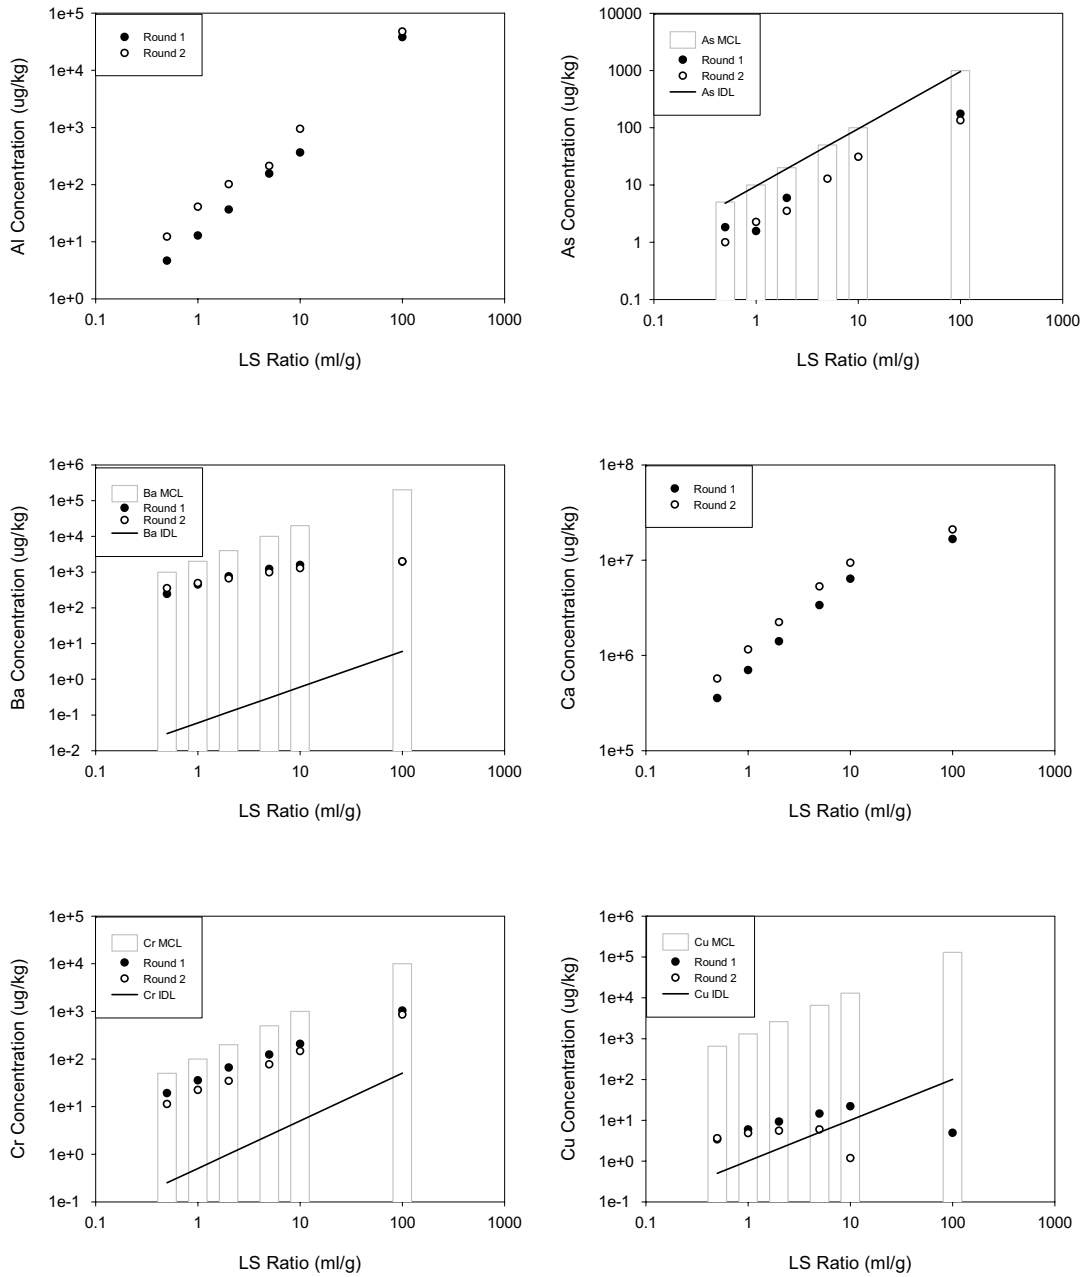 1e+5
1e+4
1e+3
1e+2
1e+1
1e+0
Al Concentration (ug/kg)
Round 1
Round 2
0.1 1 10 100 1000
LS Ratio (ml/g)
10000
1000
100
10
1
0.1
As Concentration (ug/kg)
As MCL
Round 1
Round 2
As IDL
0.1 1 10 100 1000
LS Ratio (ml/g)
1e+6
1e+5
1e+4
1e+3
1e+2
1e+1
1e+0
1e-1
1e-2
Ba Concentration (ug/kg)
Ba MCL
Round 1
Round 2
Ba IDL
0.1 1 10 100 1000
LS Ratio (ml/g)
1e+8
1e+7
1e+6
1e+5
Ca Concentration (ug/kg)
Round 1
Round 2
0.1 1 10 100 1000
LS Ratio (ml/g)
1e+5
1e+4
1e+3
1e+2
1e+1
1e+0
1e-1
Cr Concentration (ug/kg)
Cr MCL
Round 1
Round 2
Cr IDL
0.1 1 10 100 1000
LS Ratio (ml/g)
1e+6
1e+5
1e+4
1e+3
1e+2
1e+1
1e+0
1e-1
Cu Concentration (ug/kg)
Cu MCL
Round 1
Round 2
Cu IDL
0.1 1 10 100 1000
LS Ratio (ml/g)